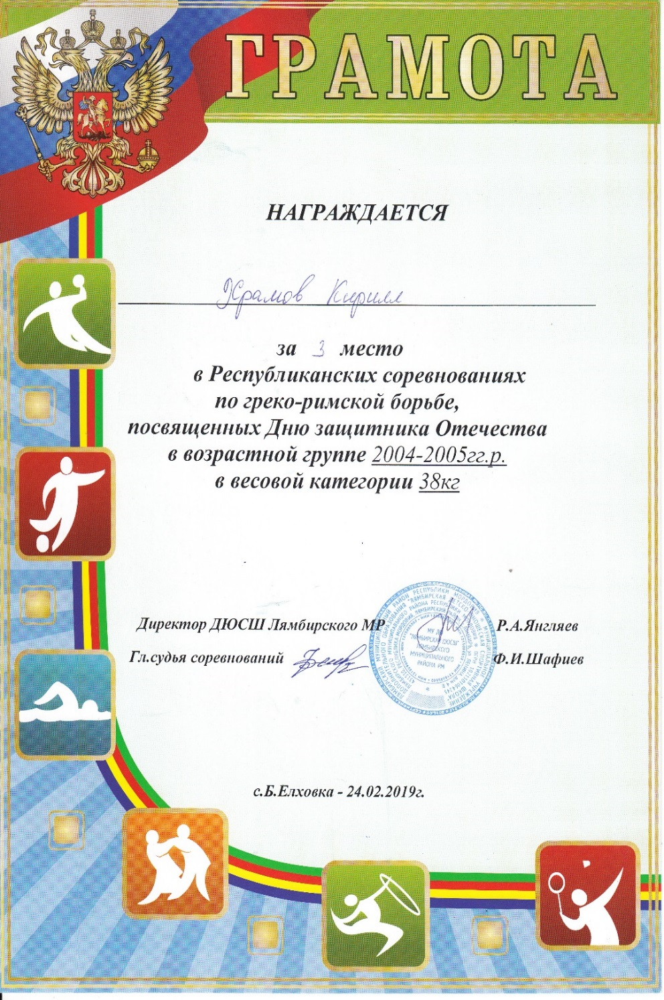 ГРАМОТА
НАГРАЖДАЕТСЯ
Храмов Кирилл
за 3 место
в Республиканских соревнованиях
по греко-римской борьбе,
посвященных Дню защитника Отечества
в возрастной группе 2004-2005гг.р.
в весовой категории 38кг
Директор ДЮСШ Лямбирского МР Р.А.Янгляев
Гл.судья соревнований Ф.И.Шафиев
МУ ДО
"ЛЯМБИРСКАЯ ДЮСШ"
ЛЯМБИРСКОГО
МУНИЦИПАЛЬНОГО
РАЙОНА РМ
с.Б.Елховка - 24.02.2019г.